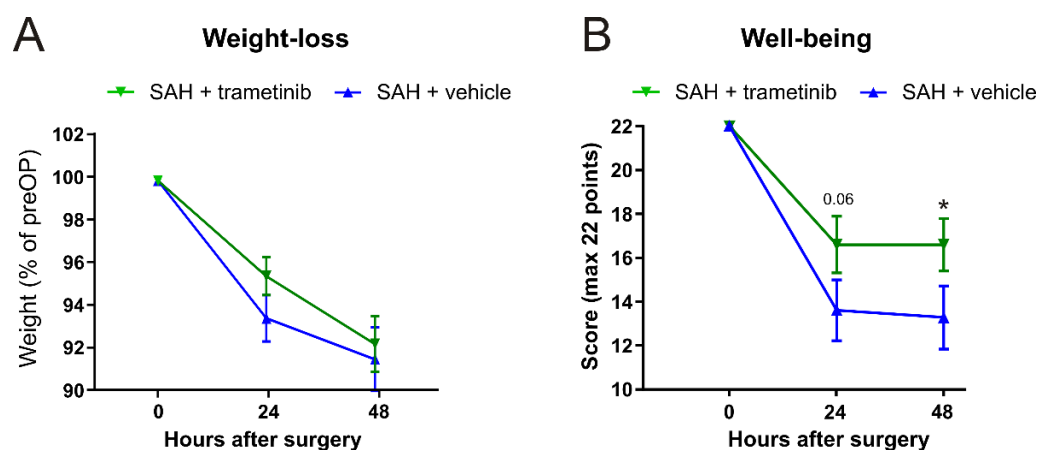 A
Weight-loss
SAH + trametinib
SAH + vehicle
Weight (% of preOP)
102
100
98
96
94
92
90
0
24
48
Hours after surgery
B
Well-being
SAH + trametinib
SAH + vehicle
Score (max 22 points)
22
20
18
16
14
12
10
0.06
*
0
24
48
Hours after surgery